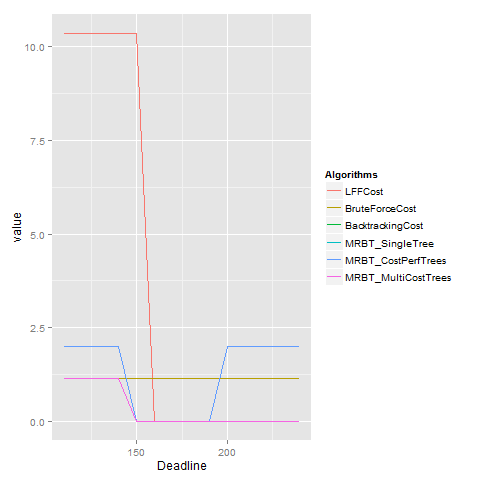 10.0
7.5
5.0
2.5
0.0
value
150
200
Deadline
Algorithms
LFFCost
BruteForceCost
BacktrackingCost
MRBT_SingleTree
MRBT_CostPerfTrees
MRBT_MultiCostTrees